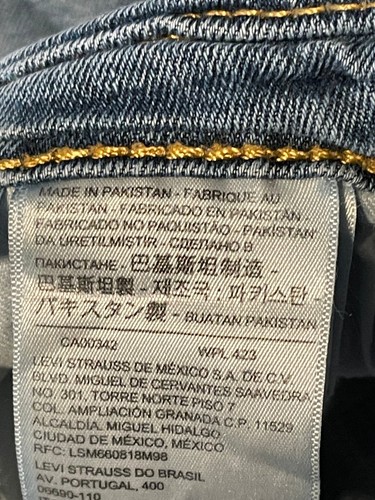 MADE IN PAKISTAN - FABRIQUE AU
PAKISTAN - FABRICADO EN PAKISTÁN
FABRICADO NO PAQUISTÃO - PAKISTAN
DA ÜRETİLMİŞTİR - СДЕЛАНО В
ПАКИСТАНЕ - 巴基斯坦制造 -
巴基斯坦製 - 제조국 : 파키스탄 -
パキスタン製 - BUATAN PAKISTAN
CA00342 WPL 423
LEVI STRAUSS DE MÉXICO S.A. DE C.V.
BLVD. MIGUEL DE CERVANTES SAAVEDRA
NO. 301, TORRE NORTE PISO 7
COL. AMPLIACIÓN GRANADA C.P. 11529
ALCALDÍA. MIGUEL HIDALGO
CIUDAD DE MÉXICO, MÉXICO
RFC: LSM660818M98
LEVI STRAUSS DO BRASIL
AV. PORTUGAL, 400
06690-110